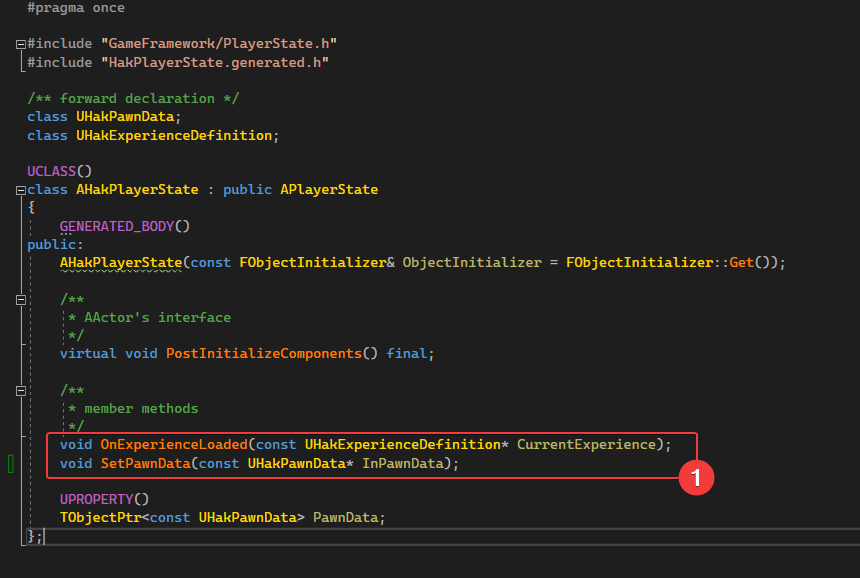 #pragma once
#include "GameFramework/PlayerState.h"
#include "HakPlayerState.generated.h"
/** forward declaration */
class UHakPawnData;
class UHakExperienceDefinition;
UCLASS()
class AHakPlayerState : public APlayerState
{
GENERATED_BODY()
public:
AHakPlayerState(const FObjectInitializer& ObjectInitializer = FObjectInitializer::Get());
/**
* AActor's interface
*/
virtual void PostInitializeComponents() final;
/**
* member methods
*/
void OnExperienceLoaded(const UHakExperienceDefinition* CurrentExperience);
void SetPawnData(const UHakPawnData* InPawnData);
1
UPROPERTY()
TObjectPtr<const UHakPawnData> PawnData;
};